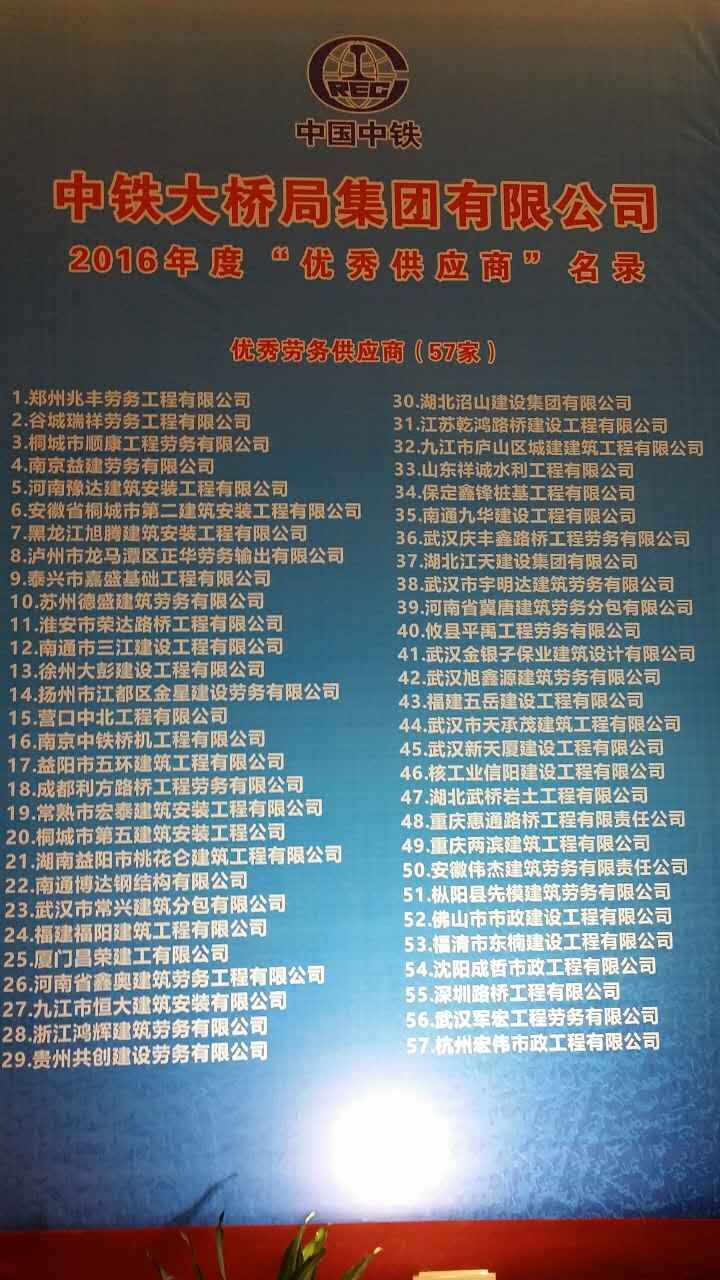 CREC
中国中铁
中铁大桥局集团有限公司
2016年度“优秀供应商”名录
优秀劳务供应商（57家）
1.郑州兆丰劳务工程有限公司
2.谷城瑞祥劳务工程有限公司
3.桐城市顺康工程劳务有限公司
4.南京益建劳务有限公司
5.河南豫达建筑安装工程有限公司
6.安徽省桐城市第二建筑安装工程有限公司
7.黑龙江旭腾建筑安装工程有限公司
8.泸州市龙马潭区正华劳务输出有限公司
9.泰兴市嘉盛基础工程有限公司
10.苏州德盛建筑劳务有限公司
11.淮安市荣达路桥工程有限公司
12.南通市三江建设工程有限公司
13.徐州大彭建设工程有限公司
14.扬州市江都区金星建设劳务有限公司
15.营口中北工程有限公司
16.南京中铁桥机工程有限公司
17.益阳市五环建筑工程有限公司
18.成都利方路桥工程劳务有限公司
19.常熟市宏泰建筑安装工程有限公司
20.桐城市第五建筑安装工程公司
21.湖南益阳市桃花仑建筑工程有限公司
22.南通博达钢结构有限公司
23.武汉市常兴建筑分包有限公司
24.福建福阳建筑工程有限公司
25.厦门昌荣建工有限公司
26.河南省鑫奥建筑劳务工程有限公司
27.九江市恒大建筑安装有限公司
28.浙江鸿辉建筑劳务有限公司
29.贵州共创建设劳务有限公司
30.湖北沼山建设集团有限公司
31.江苏乾鸿路桥建设工程有限公司
32.九江市庐山区城建建筑工程有限公司
33.山东祥诚水利工程有限公司
34.保定鑫锋桩基工程有限公司
35.南通九华建设工程有限公司
36.武汉庆丰鑫路桥工程劳务有限公司
37.湖北江天建设集团有限公司
38.武汉市宇明达建筑劳务有限公司
39.河南省冀唐建筑劳务分包有限公司
40.攸县平禹工程劳务有限公司
41.武汉金银子保业建筑设计有限公司
42.武汉旭鑫源建筑劳务有限公司
43.福建五岳建设工程有限公司
44.武汉市天承茂建筑工程有限公司
45.武汉新天厦建设工程有限公司
46.核工业信阳建设工程有限公司
47.湖北武桥岩土工程有限公司
48.重庆惠通路桥工程有限责任公司
49.重庆两滨建筑工程有限公司
50.安徽伟杰建筑劳务有限责任公司
51.枞阳县先模建筑劳务有限公司
52.佛山市市政建设工程有限公司
53.福清市东楠建设工程有限公司
54.沈阳成哲市政工程有限公司
55.深圳路桥工程有限公司
56.武汉军宏工程劳务有限公司
57.杭州宏伟市政工程有限公司